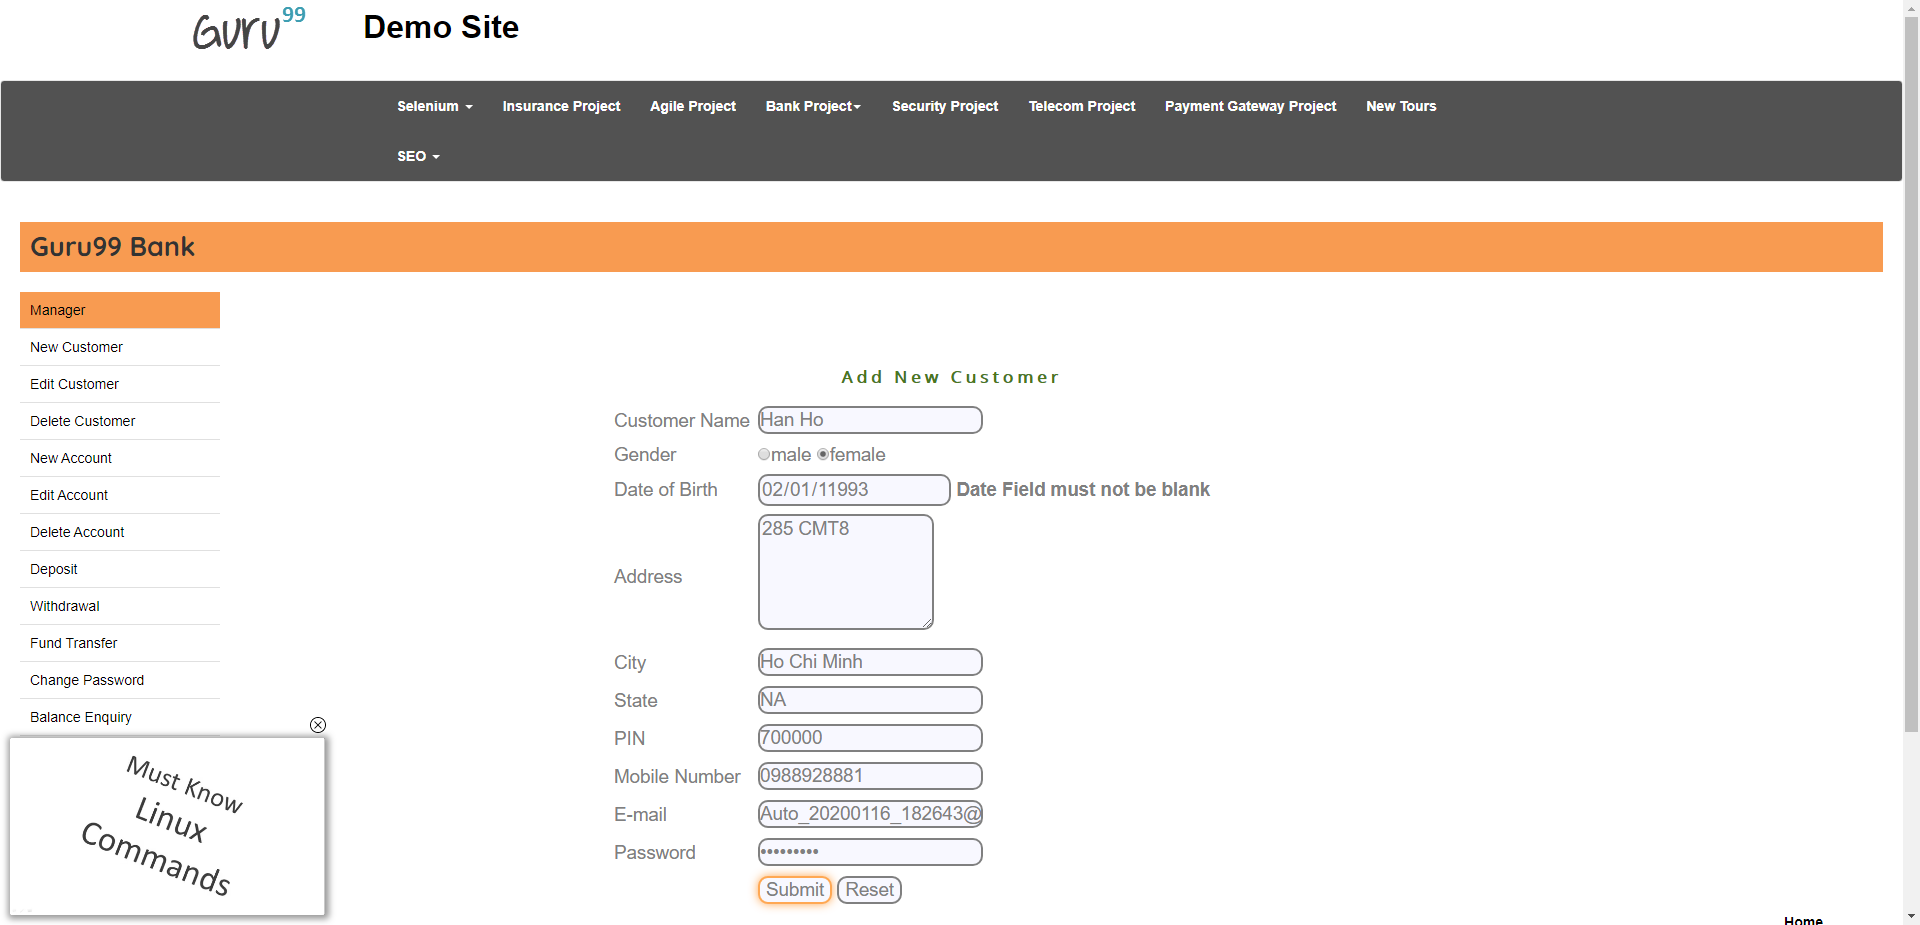 Guru99 Demo Site
Selenium Insurance Project Agile Project Bank Project Security Project Telecom Project Payment Gateway Project New Tours
SEO
Guru99 Bank
Manager
New Customer
Edit Customer
Delete Customer
New Account
Edit Account
Delete Account
Deposit
Withdrawal
Fund Transfer
Change Password
Balance Enquiry
Must Know
Linux
Commands
Add New Customer
Customer Name Han Ho
Gender male female
Date of Birth 02/01/11993 Date Field must not be blank
Address 285 CMT8
City Ho Chi Minh
State NA
PIN 700000
Mobile Number 0988928881
E-mail Auto_20200116_182643@
Password •••••••••
Submit Reset
Home